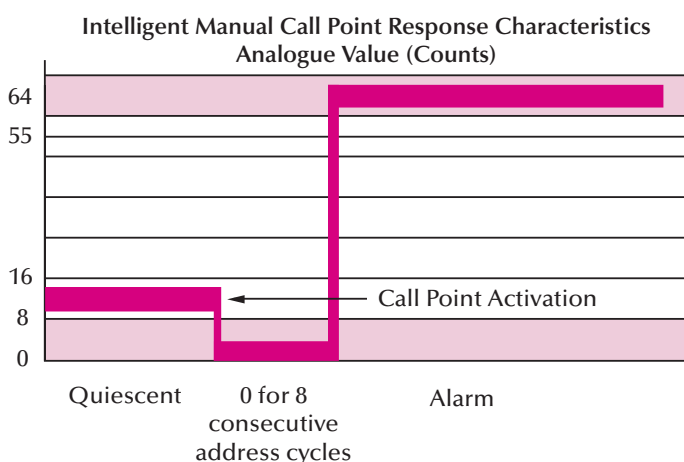 Intelligent Manual Call Point Response Characteristics
Analogue Value (Counts)
64
55
16
Call Point Activation
8
0
Quiescent
0 for 8
consecutive
address cycles
Alarm